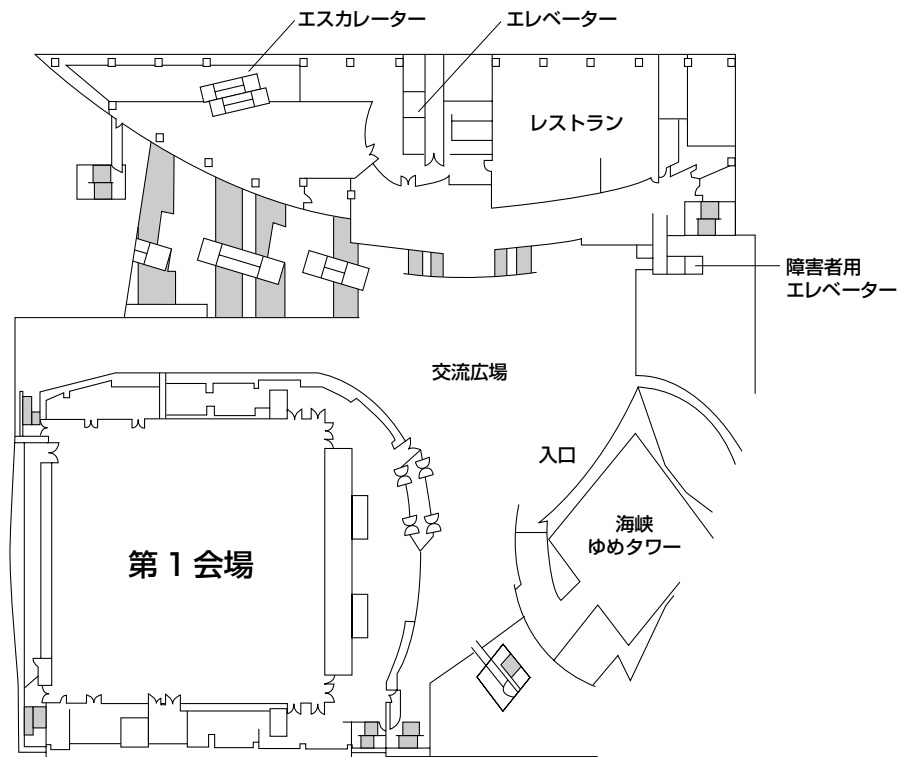 エスカレーター
エレベーター
レストラン
障害者用
エレベーター
交流広場
入口
海峡
ゆめタワー
第1会場